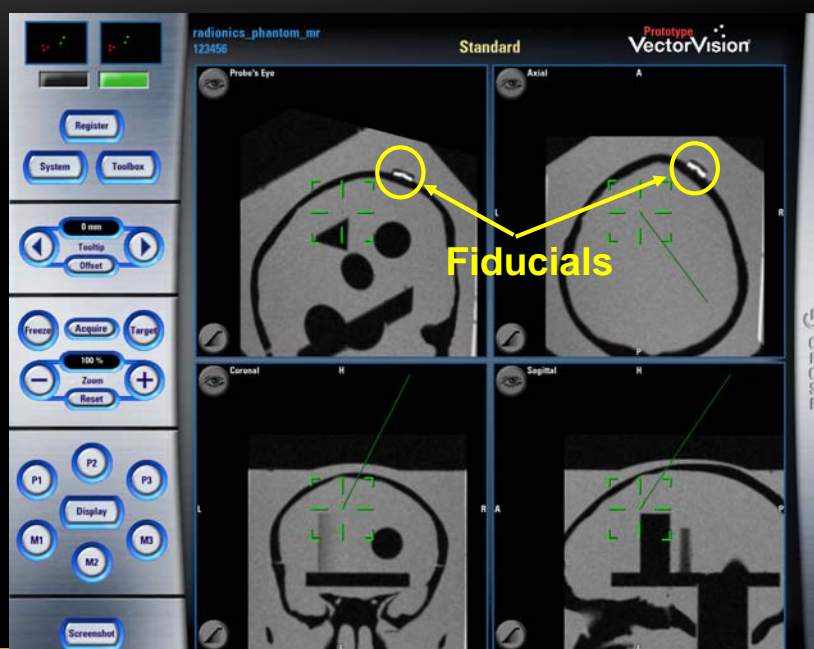 radionics_phantom_mr
123456
Standard
Prototype
VectorVision
Register
System
Toolbox
0 mm
Tooltip
Offset
Freeze
Acquire
Target
100 %
Zoom
Reset
P1
P2
P3
Display
M1
M2
M3
Screenshot
Probe's Eye
Axial
A
L
R
P
Fiducials
Coronal
H
L
R
Sagittal
H
A
P